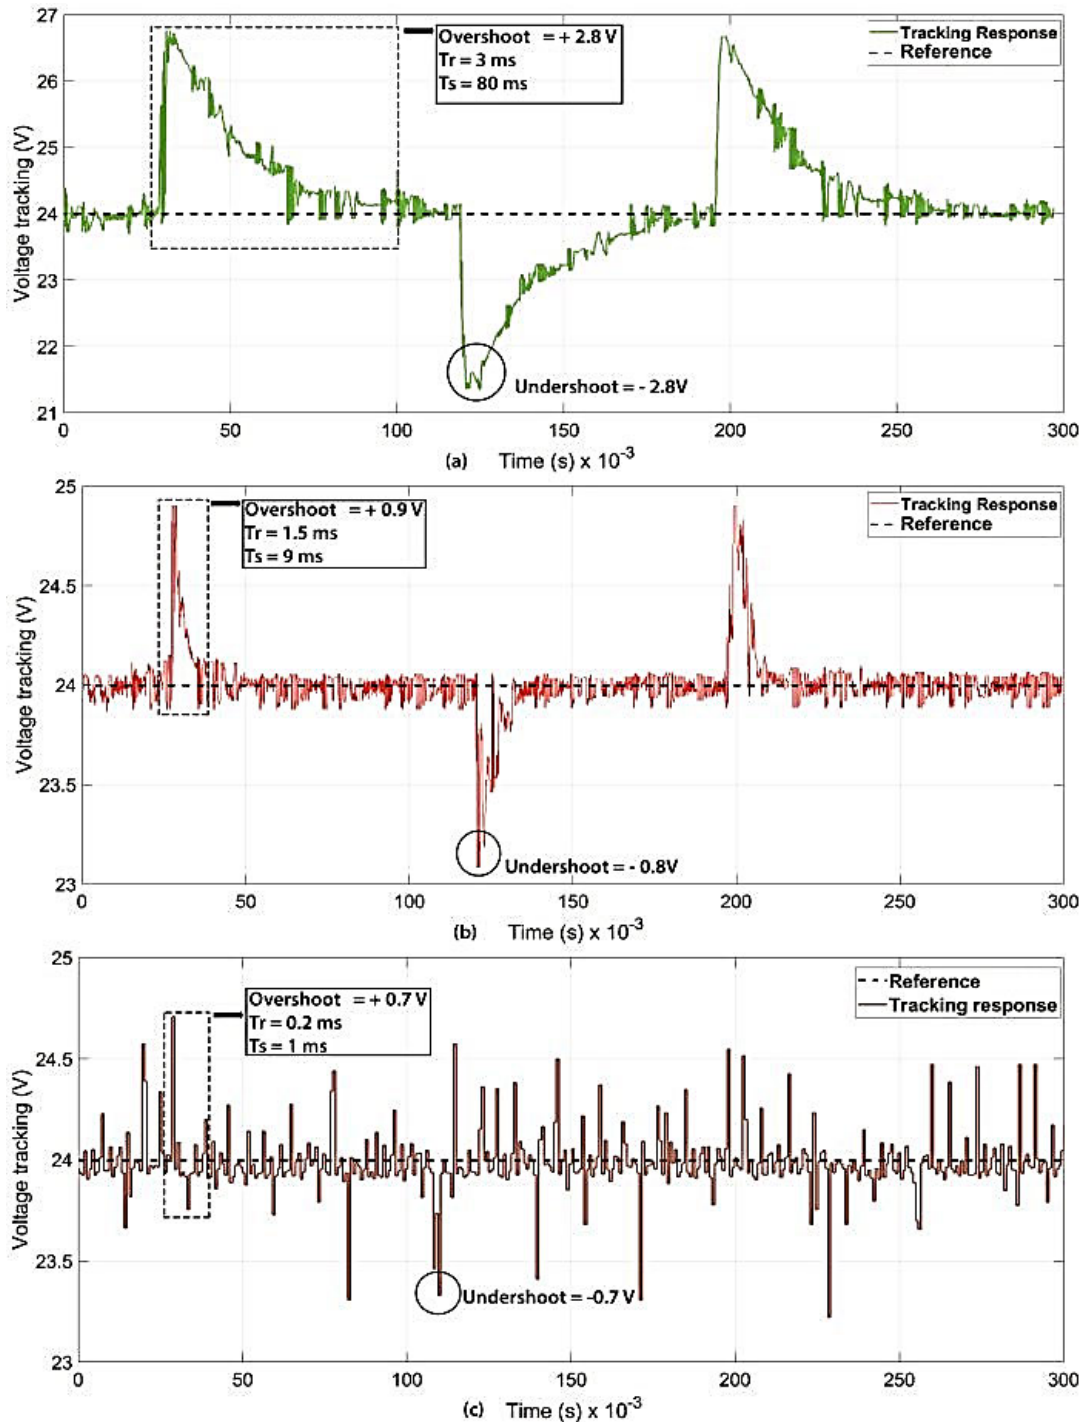 27
26
25
24
23
22
21
Voltage tracking (V)
Overshoot = + 2.8 V
Tr = 3 ms
Ts = 80 ms
Tracking Response
Reference
Undershoot = - 2.8V
0 50 100 150 200 250 300
(a) Time (s) x 10-3
25
24.5
24
23.5
23
Voltage tracking (V)
Overshoot = + 0.9 V
Tr = 1.5 ms
Ts = 9 ms
Tracking Response
Reference
Undershoot = - 0.8V
0 50 100 150 200 250 300
(b) Time (s) x 10-3
25
24.5
24
23.5
23
Voltage tracking (V)
Overshoot = + 0.7 V
Tr = 0.2 ms
Ts = 1 ms
Reference
Tracking response
Undershoot = -0.7 V
0 50 100 150 200 250 300
(c) Time (s) x 10-3